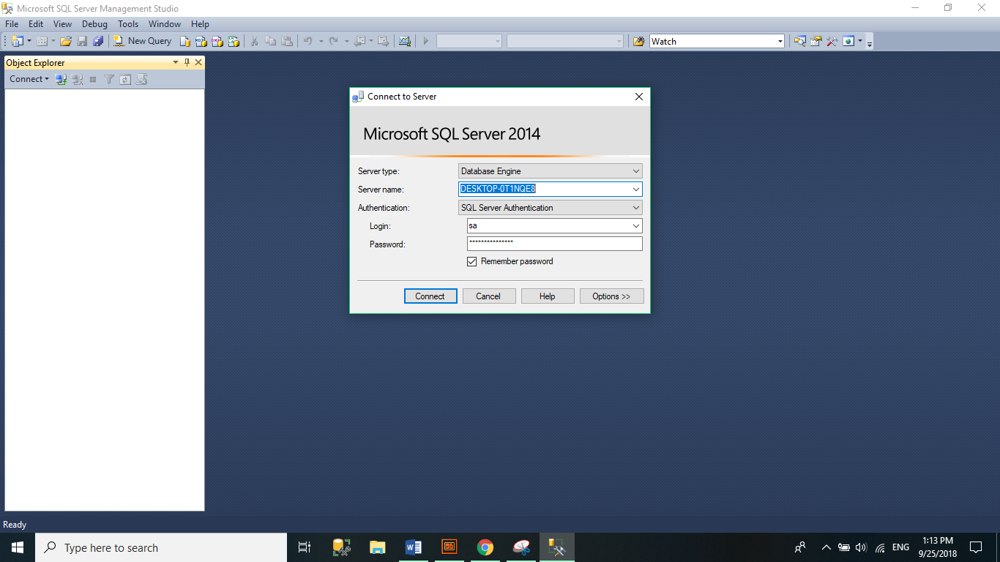 Microsoft SQL Server Management Studio
File Edit View Debug Tools Window Help
New Query Watch
Object Explorer
Connect
Connect to Server
Microsoft SQL Server 2014
Server type: Database Engine
Server name: DESKTOP-0T1NQE8
Authentication: SQL Server Authentication
Login: sa
Password: ***************
Remember password
Connect Cancel Help Options >>
Ready
Type here to search
ENG
1:13 PM
9/25/2018